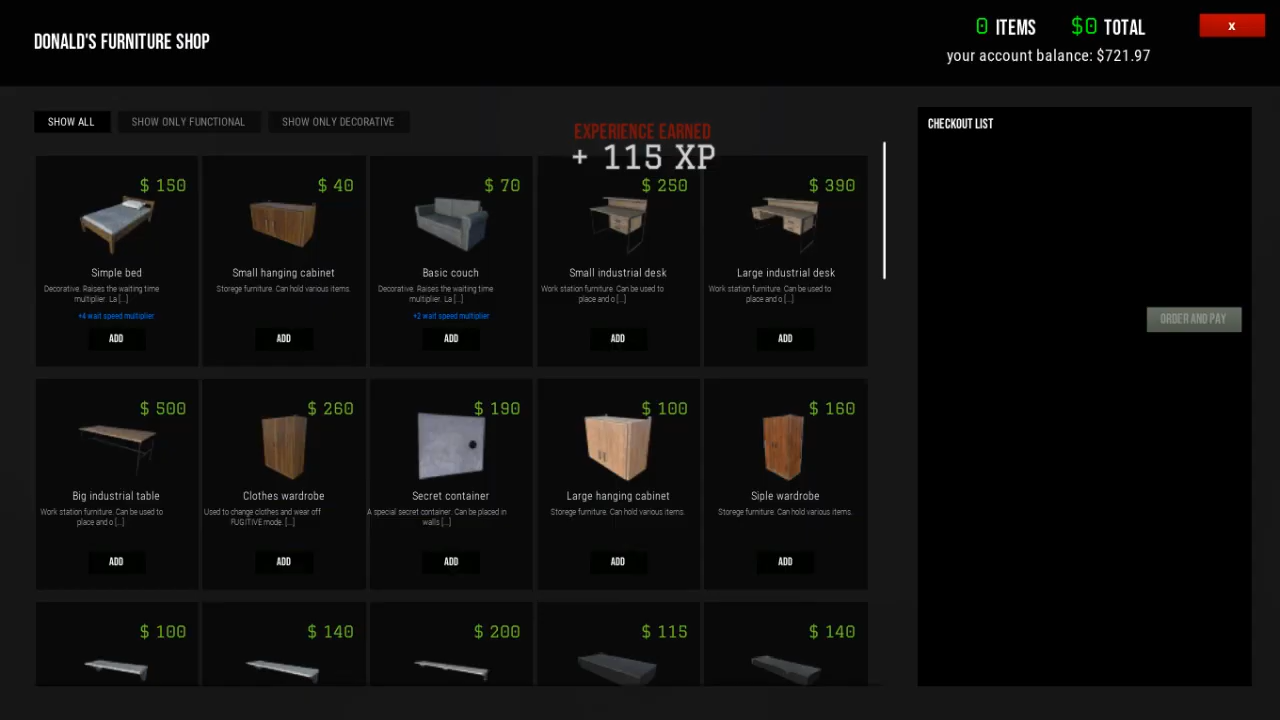 DONALD'S FURNITURE SHOP
0 ITEMS $0 TOTAL
x
your account balance: $721.97
SHOW ALL
SHOW ONLY FUNCTIONAL
SHOW ONLY DECORATIVE
EXPERIENCE EARNED
+ 115 XP
CHECKOUT LIST
ORDER AND PAY
$ 150
Simple bed
Decorative. Raises the waiting time
multiplier. La [...]
+4 wait speed multiplier
ADD
$ 40
Small hanging cabinet
Storege furniture. Can hold various items.
ADD
$ 70
Basic couch
Decorative. Raises the waiting time
multiplier. La [...]
+2 wait speed multiplier
ADD
$ 250
Small industrial desk
Work station furniture. Can be used to
place and o [...]
ADD
$ 390
Large industrial desk
Work station furniture. Can be used to
place and o [...]
ADD
$ 500
Big industrial table
Work station furniture. Can be used to
place and o [...]
ADD
$ 260
Clothes wardrobe
Used to change clothes and wear off
FUGITIVE mode. [...]
ADD
$ 190
Secret container
A special secret container. Can be placed in
walls [...]
ADD
$ 100
Large hanging cabinet
Storege furniture. Can hold various items.
ADD
$ 160
Siple wardrobe
Storege furniture. Can hold various items.
ADD
$ 100
$ 140
$ 200
$ 115
$ 140